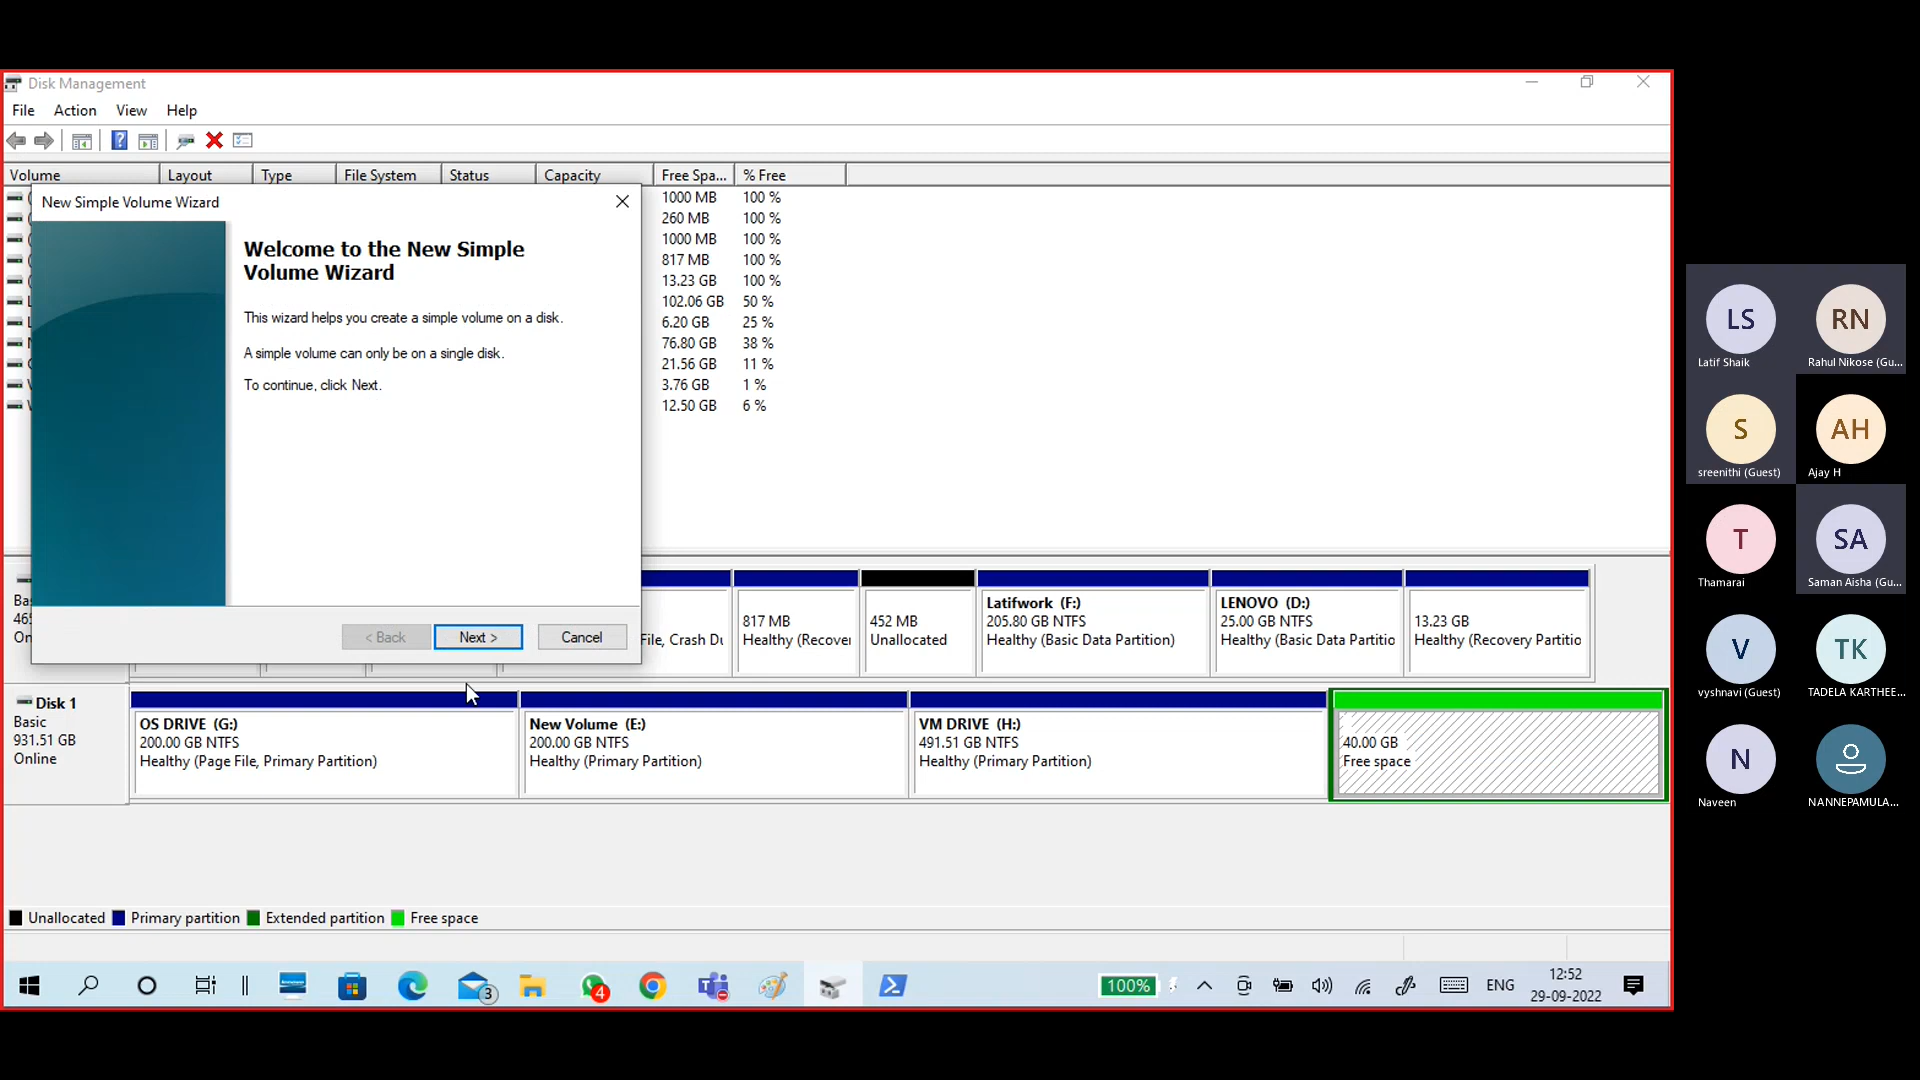 Disk Management
File Action View Help
Volume Layout Type File System Status Capacity Free Spa... % Free
1000 MB 100 %
260 MB 100 %
1000 MB 100 %
817 MB 100 %
13.23 GB 100 %
102.06 GB 50 %
6.20 GB 25 %
76.80 GB 38 %
21.56 GB 11 %
3.76 GB 1 %
12.50 GB 6 %
New Simple Volume Wizard
Welcome to the New Simple
Volume Wizard
This wizard helps you create a simple volume on a disk.
A simple volume can only be on a single disk.
To continue, click Next.
< Back Next > Cancel
Bas
465
On
File, Crash Du
817 MB
Healthy (Recover
452 MB
Unallocated
Latifwork (F:)
205.80 GB NTFS
Healthy (Basic Data Partition)
LENOVO (D:)
25.00 GB NTFS
Healthy (Basic Data Partitio
13.23 GB
Healthy (Recovery Partitio
Disk 1
Basic
931.51 GB
Online
OS DRIVE (G:)
200.00 GB NTFS
Healthy (Page File, Primary Partition)
New Volume (E:)
200.00 GB NTFS
Healthy (Primary Partition)
VM DRIVE (H:)
491.51 GB NTFS
Healthy (Primary Partition)
40.00 GB
Free space
Unallocated Primary partition Extended partition Free space
3
4
100%
ENG
12:52
29-09-2022
LS
Latif Shaik
RN
Rahul Nikose (Gu...
S
sreenithi (Guest)
AH
Ajay H
T
Thamarai
SA
Saman Aisha (Gu...
V
vyshnavi (Guest)
TK
TADELA KARTHEE...
N
Naveen
NANNEPAMULA...